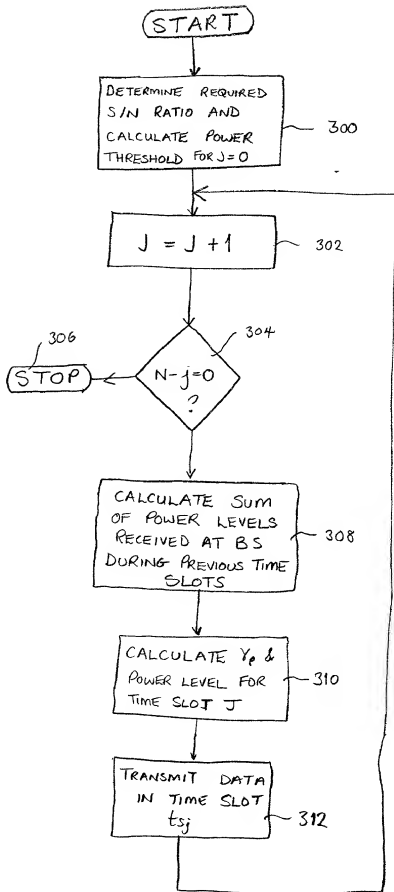 START
DETERMINE REQUIRED
S/N RATIO AND
CALCULATE POWER
THRESHOLD FOR J=0
300
J = J + 1
302
304
306
STOP
N-j=0
?
CALCULATE SUM
OF POWER LEVELS
RECEIVED AT BS
DURING PREVIOUS TIME
SLOTS
308
CALCULATE γρ &
POWER LEVEL FOR
TIME SLOT J
310
TRANSMIT DATA
IN TIME SLOT
tsj
312